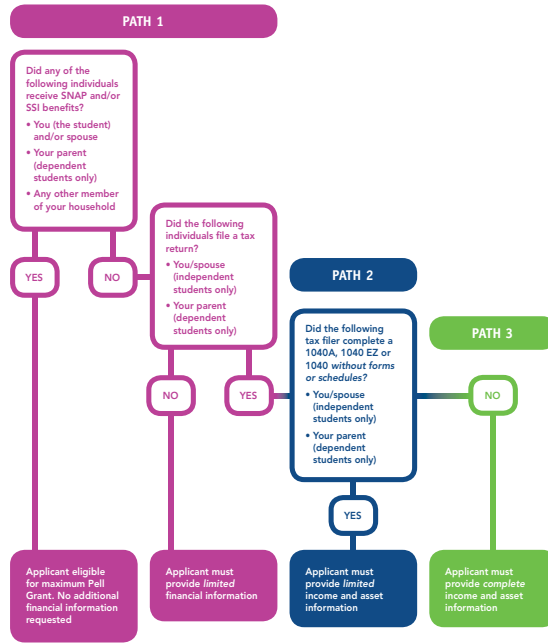 PATH 1
Did any of the
following individuals
receive SNAP and/or
SSI benefits?
• You (the student)
and/or spouse
• Your parent
(dependent
students only)
• Any other member
of your household
YES
NO
Did the following
individuals file a tax
return?
• You/spouse
(independent
students only)
• Your parent
(dependent
students only)
NO
YES
PATH 2
Did the following
tax filer complete a
1040A, 1040 EZ or
1040 without forms
or schedules?
• You/spouse
(independent
students only)
• Your parent
(dependent
students only)
YES
PATH 3
NO
Applicant eligible
for maximum Pell
Grant. No additional
financial information
requested
Applicant must
provide limited
financial information
Applicant must
provide limited
income and asset
information
Applicant must
provide complete
income and asset
information